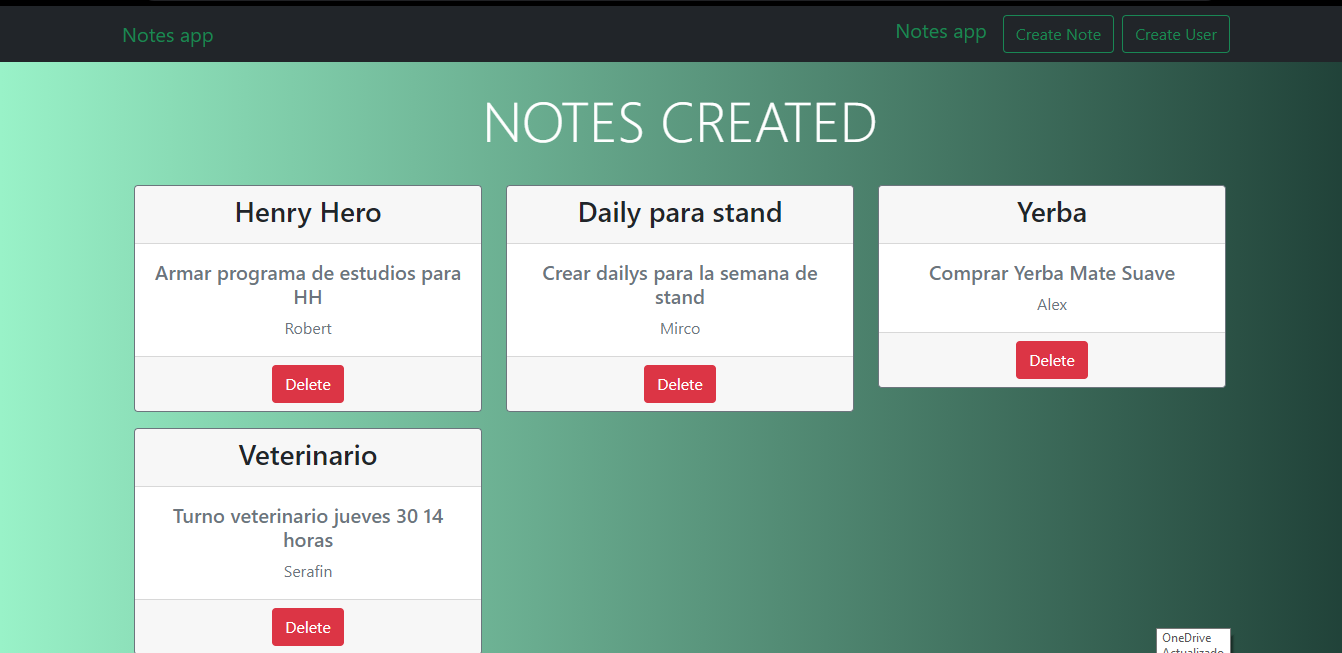 Notes app
Notes app
Create Note
Create User
NOTES CREATED
Henry Hero
Armar programa de estudios para
HH
Robert
Delete
Daily para stand
Crear dailys para la semana de
stand
Mirco
Delete
Yerba
Comprar Yerba Mate Suave
Alex
Delete
Veterinario
Turno veterinario jueves 30 14
horas
Serafin
Delete
OneDrive
Actualizado